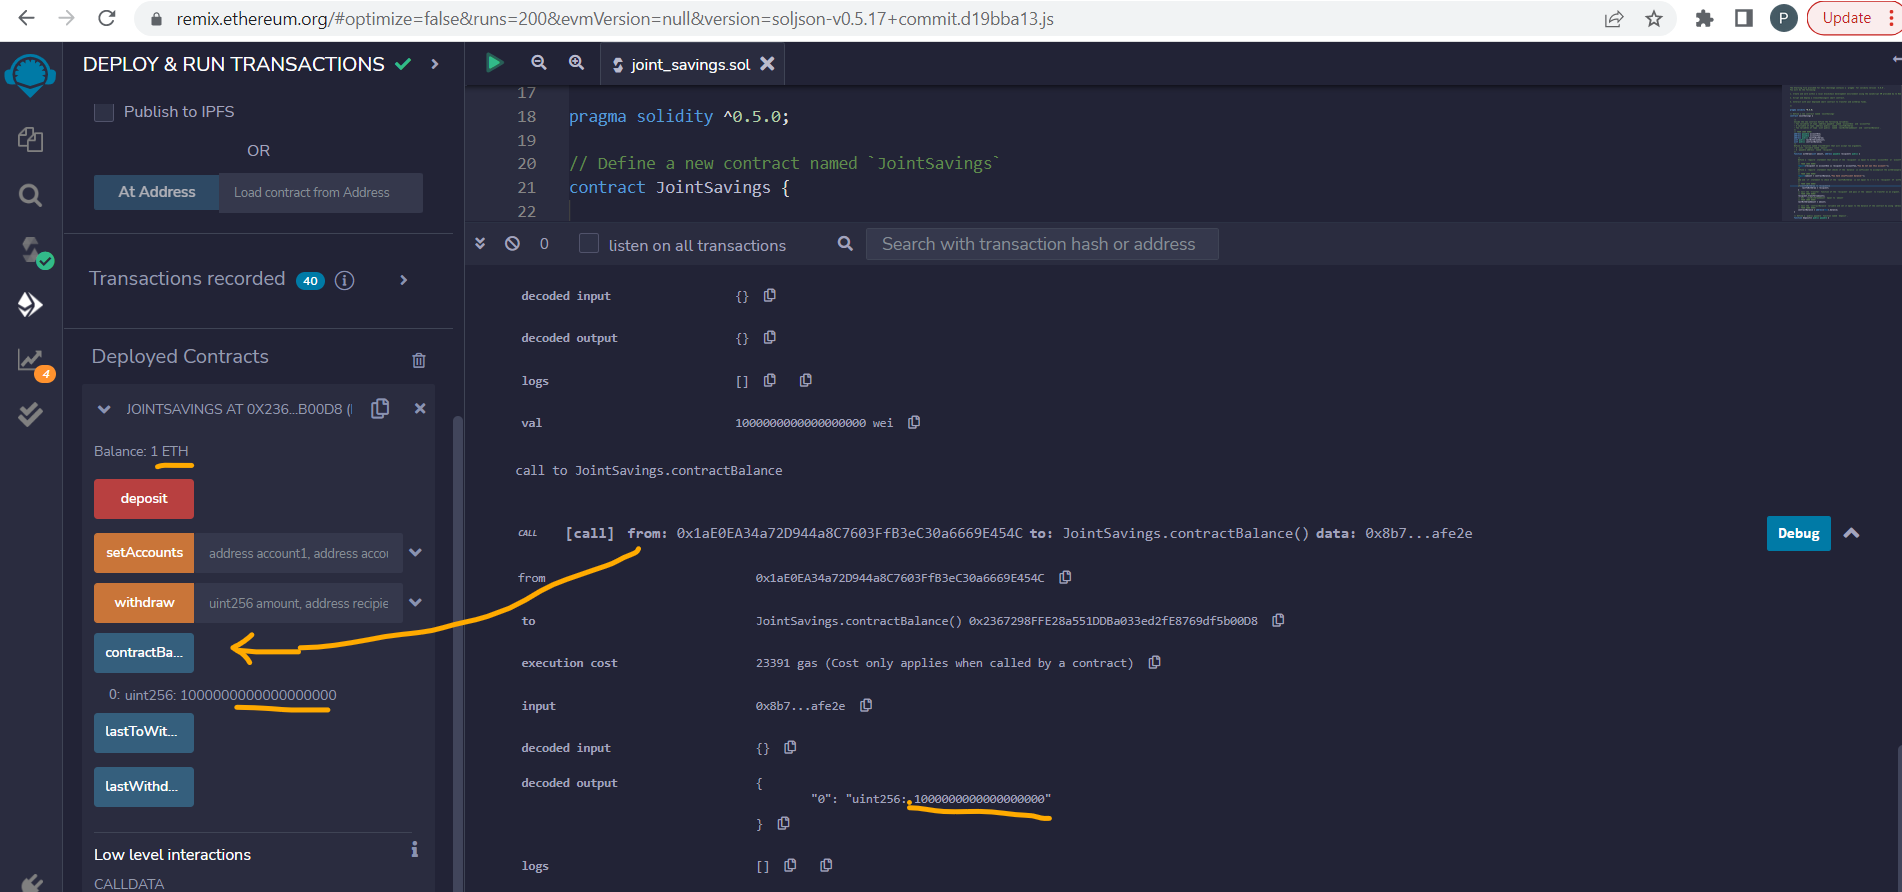 remix.ethereum.org/#optimize=false&runs=200&evmVersion=null&version=soljson-v0.5.17+commit.d19bba13.js
P
Update
DEPLOY & RUN TRANSACTIONS
Publish to IPFS
OR
At Address
Load contract from Address
Transactions recorded 40 i
Deployed Contracts
4
JOINTSAVINGS AT 0X236...B00D8 (
Balance: 1 ETH
deposit
setAccounts
address account1, address accou
withdraw
uint256 amount, address recipie
contractBa...
0: uint256: 1000000000000000000
lastToWit...
lastWithd...
Low level interactions
i
CALLDATA
joint_savings.sol
17
18 pragma solidity ^0.5.0;
19
20 // Define a new contract named `JointSavings`
21 contract JointSavings {
22
0
listen on all transactions
Search with transaction hash or address
decoded input {}
decoded output {}
logs []
val 1000000000000000000 wei
call to JointSavings.contractBalance
CALL [call] from: 0x1aE0EA34a72D944a8C7603FfB3eC30a6669E454C to: JointSavings.contractBalance() data: 0x8b7...afe2e
Debug
from 0x1aE0EA34a72D944a8C7603FfB3eC30a6669E454C
to JointSavings.contractBalance() 0x2367298FFE28a551DDBa033ed2fE8769df5b00D8
execution cost 23391 gas (Cost only applies when called by a contract)
input 0x8b7...afe2e
decoded input {}
decoded output {
"0": "uint256: 1000000000000000000"
}
logs []